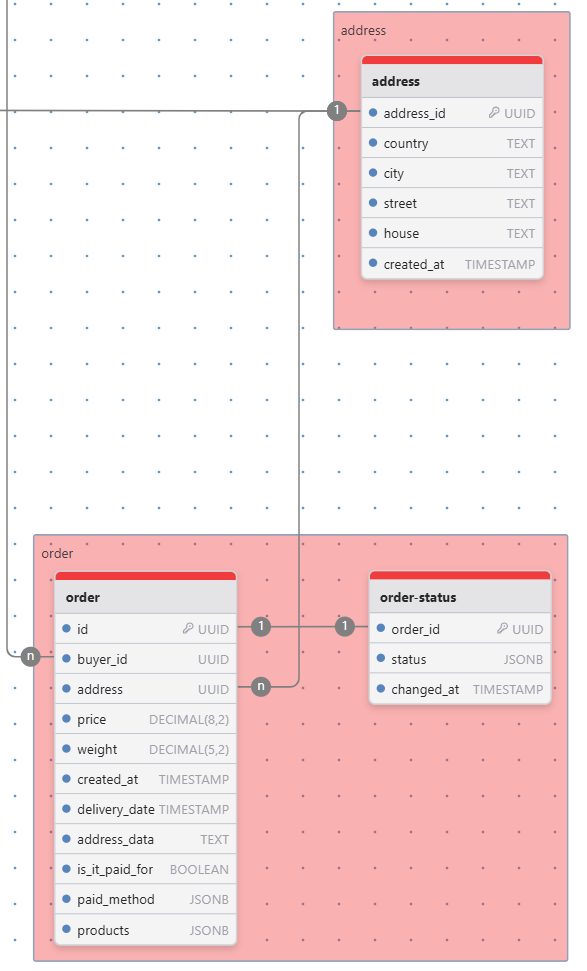 address
address
1
address_id UUID
country TEXT
city TEXT
street TEXT
house TEXT
created_at TIMESTAMP
order
order
order-status
id UUID
1
1
order_id UUID
n
buyer_id UUID
status JSONB
address UUID
n
changed_at TIMESTAMP
price DECIMAL(8,2)
weight DECIMAL(5,2)
created_at TIMESTAMP
delivery_date TIMESTAMP
address_data TEXT
is_it_paid_for BOOLEAN
paid_method JSONB
products JSONB